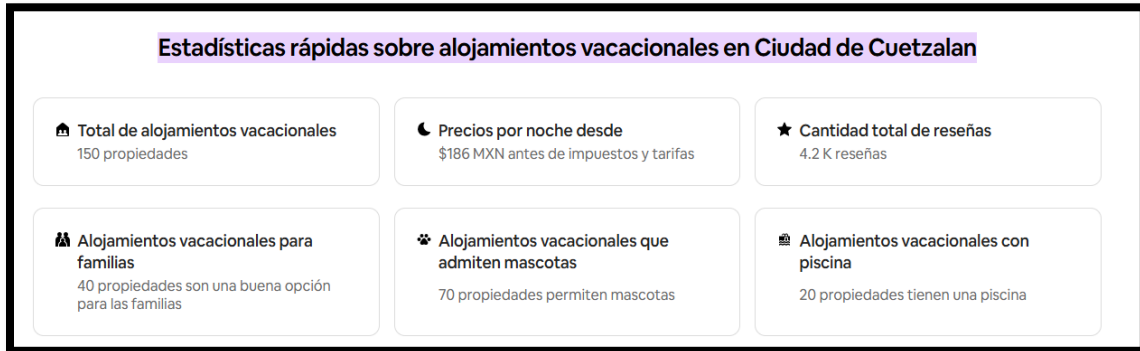 Estadísticas rápidas sobre alojamientos vacacionales en Ciudad de Cuetzalan
Total de alojamientos vacacionales
150 propiedades
Precios por noche desde
$186 MXN antes de impuestos y tarifas
Cantidad total de reseñas
4.2 K reseñas
Alojamientos vacacionales para
familias
40 propiedades son una buena opción
para las familias
Alojamientos vacacionales que
admiten mascotas
70 propiedades permiten mascotas
Alojamientos vacacionales con
piscina
20 propiedades tienen una piscina